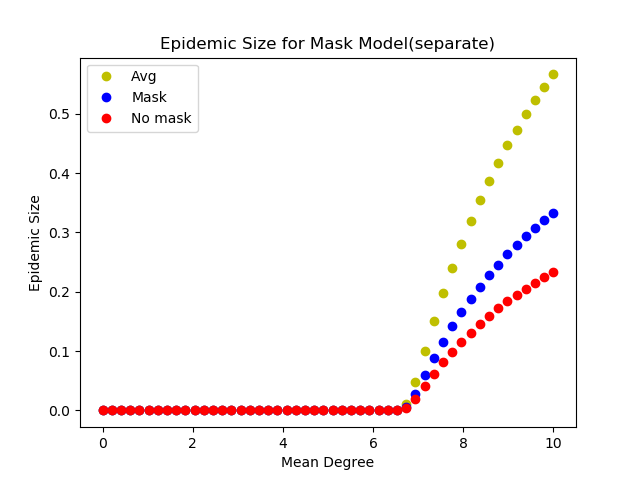 Epidemic Size for Mask Model(separate)
Avg
Mask
No mask
Epidemic Size
0.5
0.4
0.3
0.2
0.1
0.0
0 2 4 6 8 10
Mean Degree